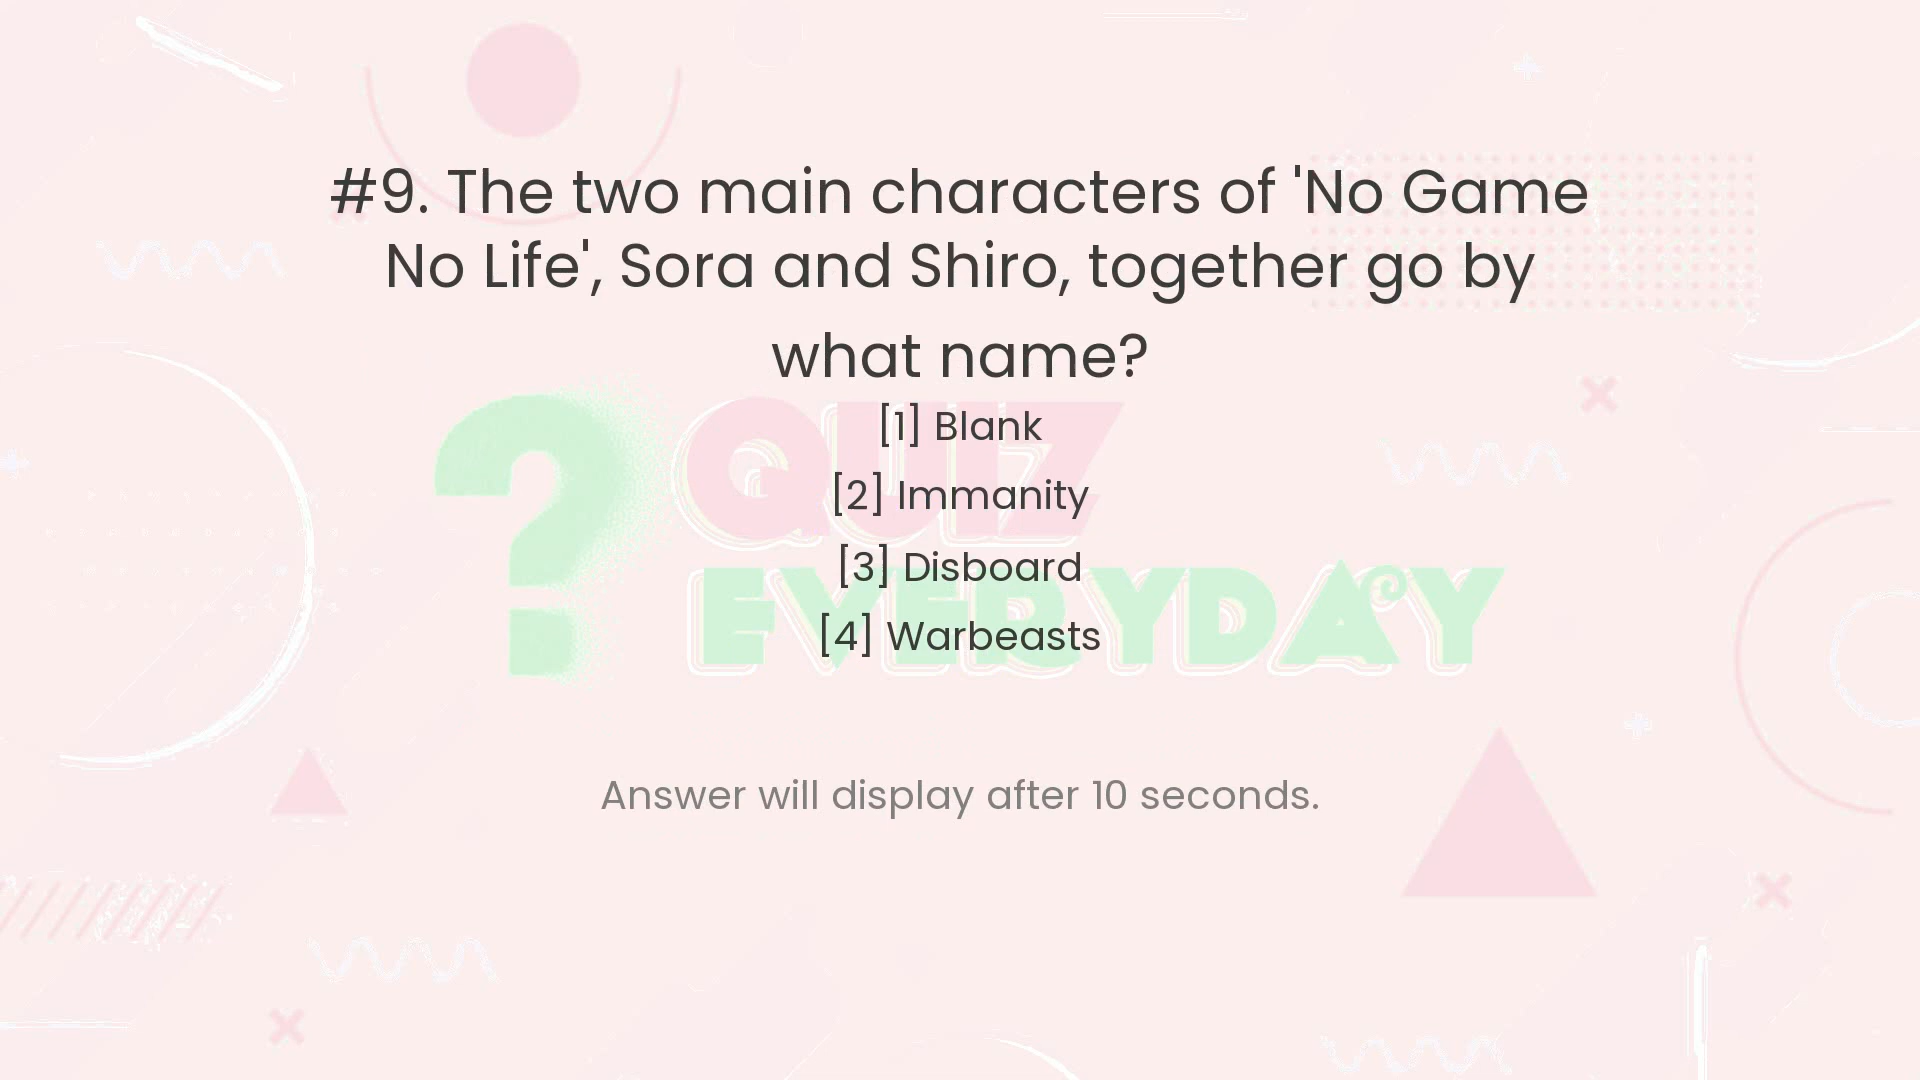 #9. The two main characters of 'No Game
No Life', Sora and Shiro, together go by
what name?
[1] Blank
[2] Immanity
[3] Disboard
[4] Warbeasts
QUIZ
EVERYDAY
Answer will display after 10 seconds.